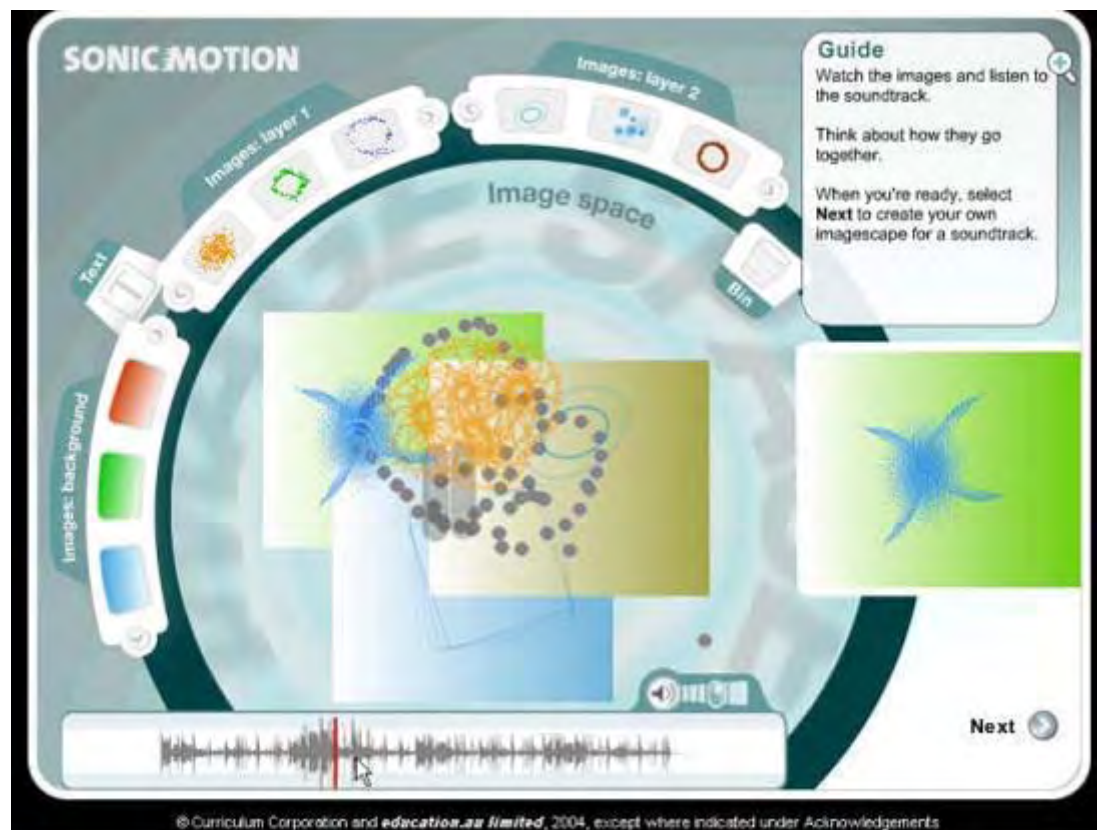 SONIC MOTION
Images: layer 1
Images: layer 2
Text
Images: background
Image space
Bin
Guide
Watch the images and listen to
the soundtrack.
Think about how they go
together.
When you're ready, select
Next to create your own
imagescape for a soundtrack.
Next
© Curriculum Corporation and education.au limited, 2004, except where indicated under Acknowledgements